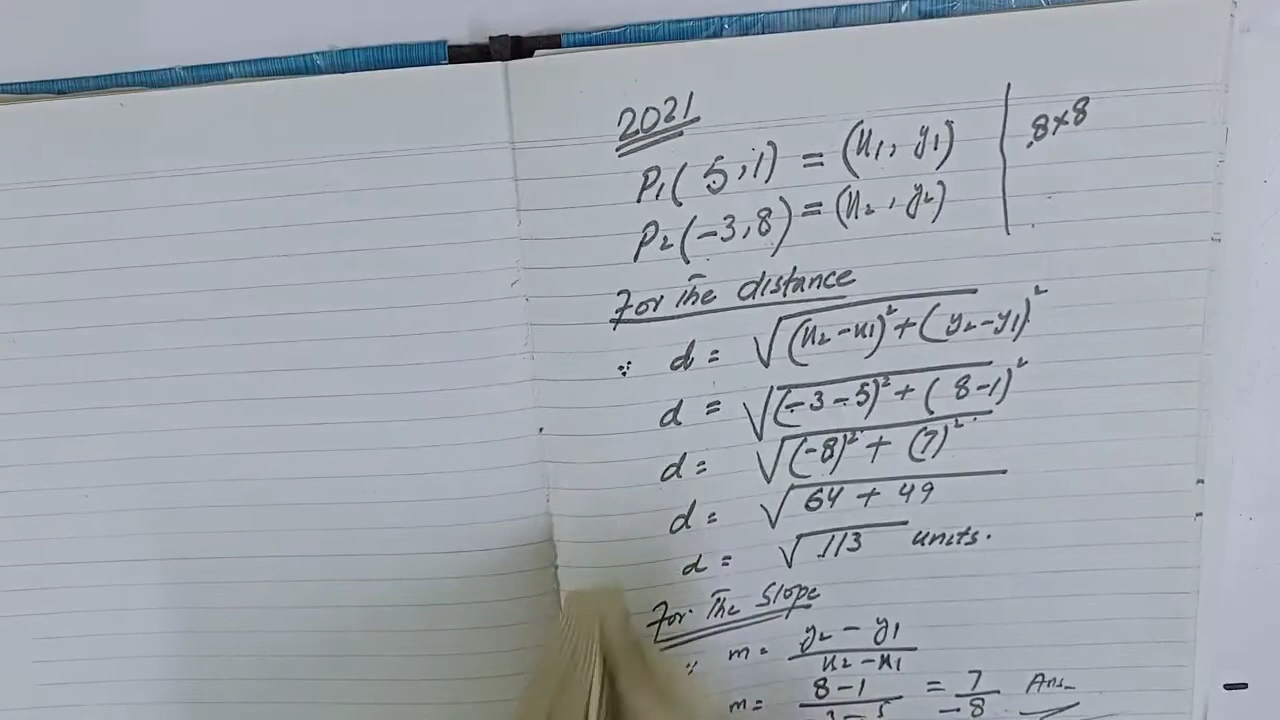 2021
P1(5,1) = (x1, y1)
8×8
P2(-3,8) = (x2, y2)
For The distance
∵ d = √(x2-x1)² + (y2-y1)²
d = √(-3-5)² + (8-1)²
d = √(-8)² + (7)²
d = √64 + 49
d = √113 units.
For The Slope
∵ m = y2 - y1 / x2 - x1
m = 8-1 / -3-5 = 7 / -8 Ans